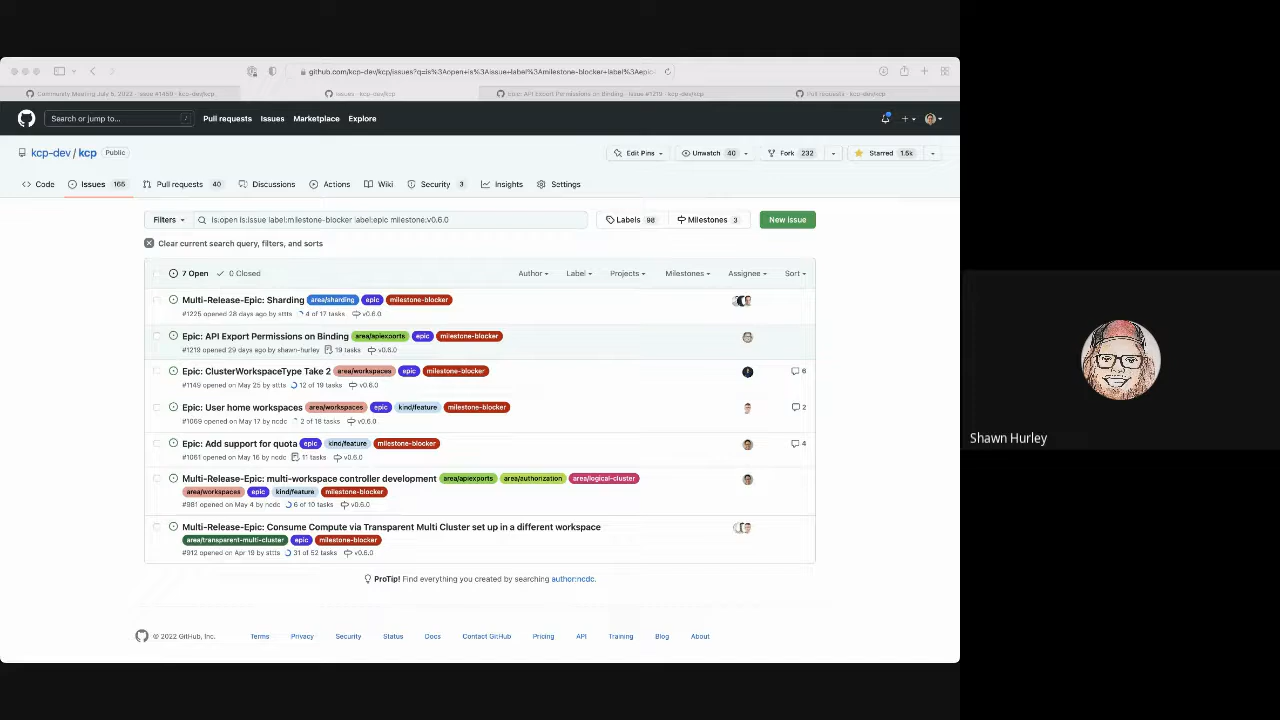 github.com/kcp-dev/kcp/issues?q=is%3Aopen+is%3Aissue+label%3Amilestone-blocker+label%3Aepic-
Community Meeting July 5, 2022 · Issue #1459 · kcp-dev/kcp
Issues · kcp-dev/kcp
Epic: API Export Permissions on Binding · Issue #1219 · kcp-dev/kcp
Pull requests · kcp-dev/kcp
Search or jump to... /
Pull requests Issues Marketplace Explore
kcp-dev / kcp Public
Edit Pins Unwatch 40 Fork 232 Starred 1.5k
Code Issues 165 Pull requests 40 Discussions Actions Wiki Security 3 Insights Settings
Filters is:open is:issue label:milestone-blocker label:epic milestone:v0.6.0 Labels 98 Milestones 3 New issue
Clear current search query, filters, and sorts
7 Open 0 Closed Author Label Projects Milestones Assignee Sort
Multi-Release-Epic: Sharding area/sharding epic milestone-blocker
#1225 opened 28 days ago by sttts 4 of 17 tasks v0.6.0
Epic: API Export Permissions on Binding area/apiexports epic milestone-blocker
#1219 opened 29 days ago by shawn-hurley 19 tasks v0.6.0
Epic: ClusterWorkspaceType Take 2 area/workspaces epic milestone-blocker 6
#1149 opened on May 25 by sttts 12 of 19 tasks v0.6.0
Epic: User home workspaces area/workspaces epic kind/feature milestone-blocker 2
#1069 opened on May 17 by ncdc 2 of 18 tasks v0.6.0
Epic: Add support for quota epic kind/feature milestone-blocker 4
#1061 opened on May 16 by ncdc 11 tasks v0.6.0
Multi-Release-Epic: multi-workspace controller development area/apiexports area/authorization area/logical-cluster
area/workspaces epic kind/feature milestone-blocker
#981 opened on May 4 by ncdc 6 of 10 tasks v0.6.0
Multi-Release-Epic: Consume Compute via Transparent Multi Cluster set up in a different workspace
area/transparent-multi-cluster epic milestone-blocker
#912 opened on Apr 19 by sttts 31 of 52 tasks v0.6.0
ProTip! Find everything you created by searching author:ncdc.
© 2022 GitHub, Inc. Terms Privacy Security Status Docs Contact GitHub Pricing API Training Blog About
Shawn Hurley